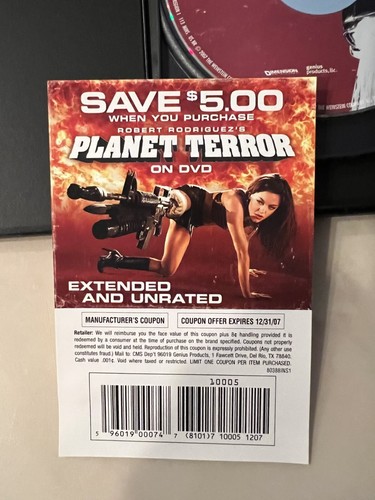 DIMENSION
genius
products, llc.
SAVE $5.00
WHEN YOU PURCHASE
ROBERT RODRIGUEZ'S
PLANET TERROR
ON DVD
EXTENDED
AND UNRATED
MANUFACTURER'S COUPON
COUPON OFFER EXPIRES 12/31/07
Retailer: We will reimburse you the face value of this coupon plus 8¢ handling provided it is
redeemed by a consumer at the time of purchase on the brand specified. Coupons not properly
redeemed will be void and held. Reproduction of this coupon is expressly prohibited. (Any other use
constitutes fraud.) Mail to: CMS Dep't 96019 Genius Products, 1 Fawcett Drive, Del Rio, TX 78840.
Cash value .001¢. Void where taxed or restricted. LIMIT ONE COUPON PER ITEM PURCHASED.
80388INS1
10005
5 96019 00074 7 (8101)7 10005 1207